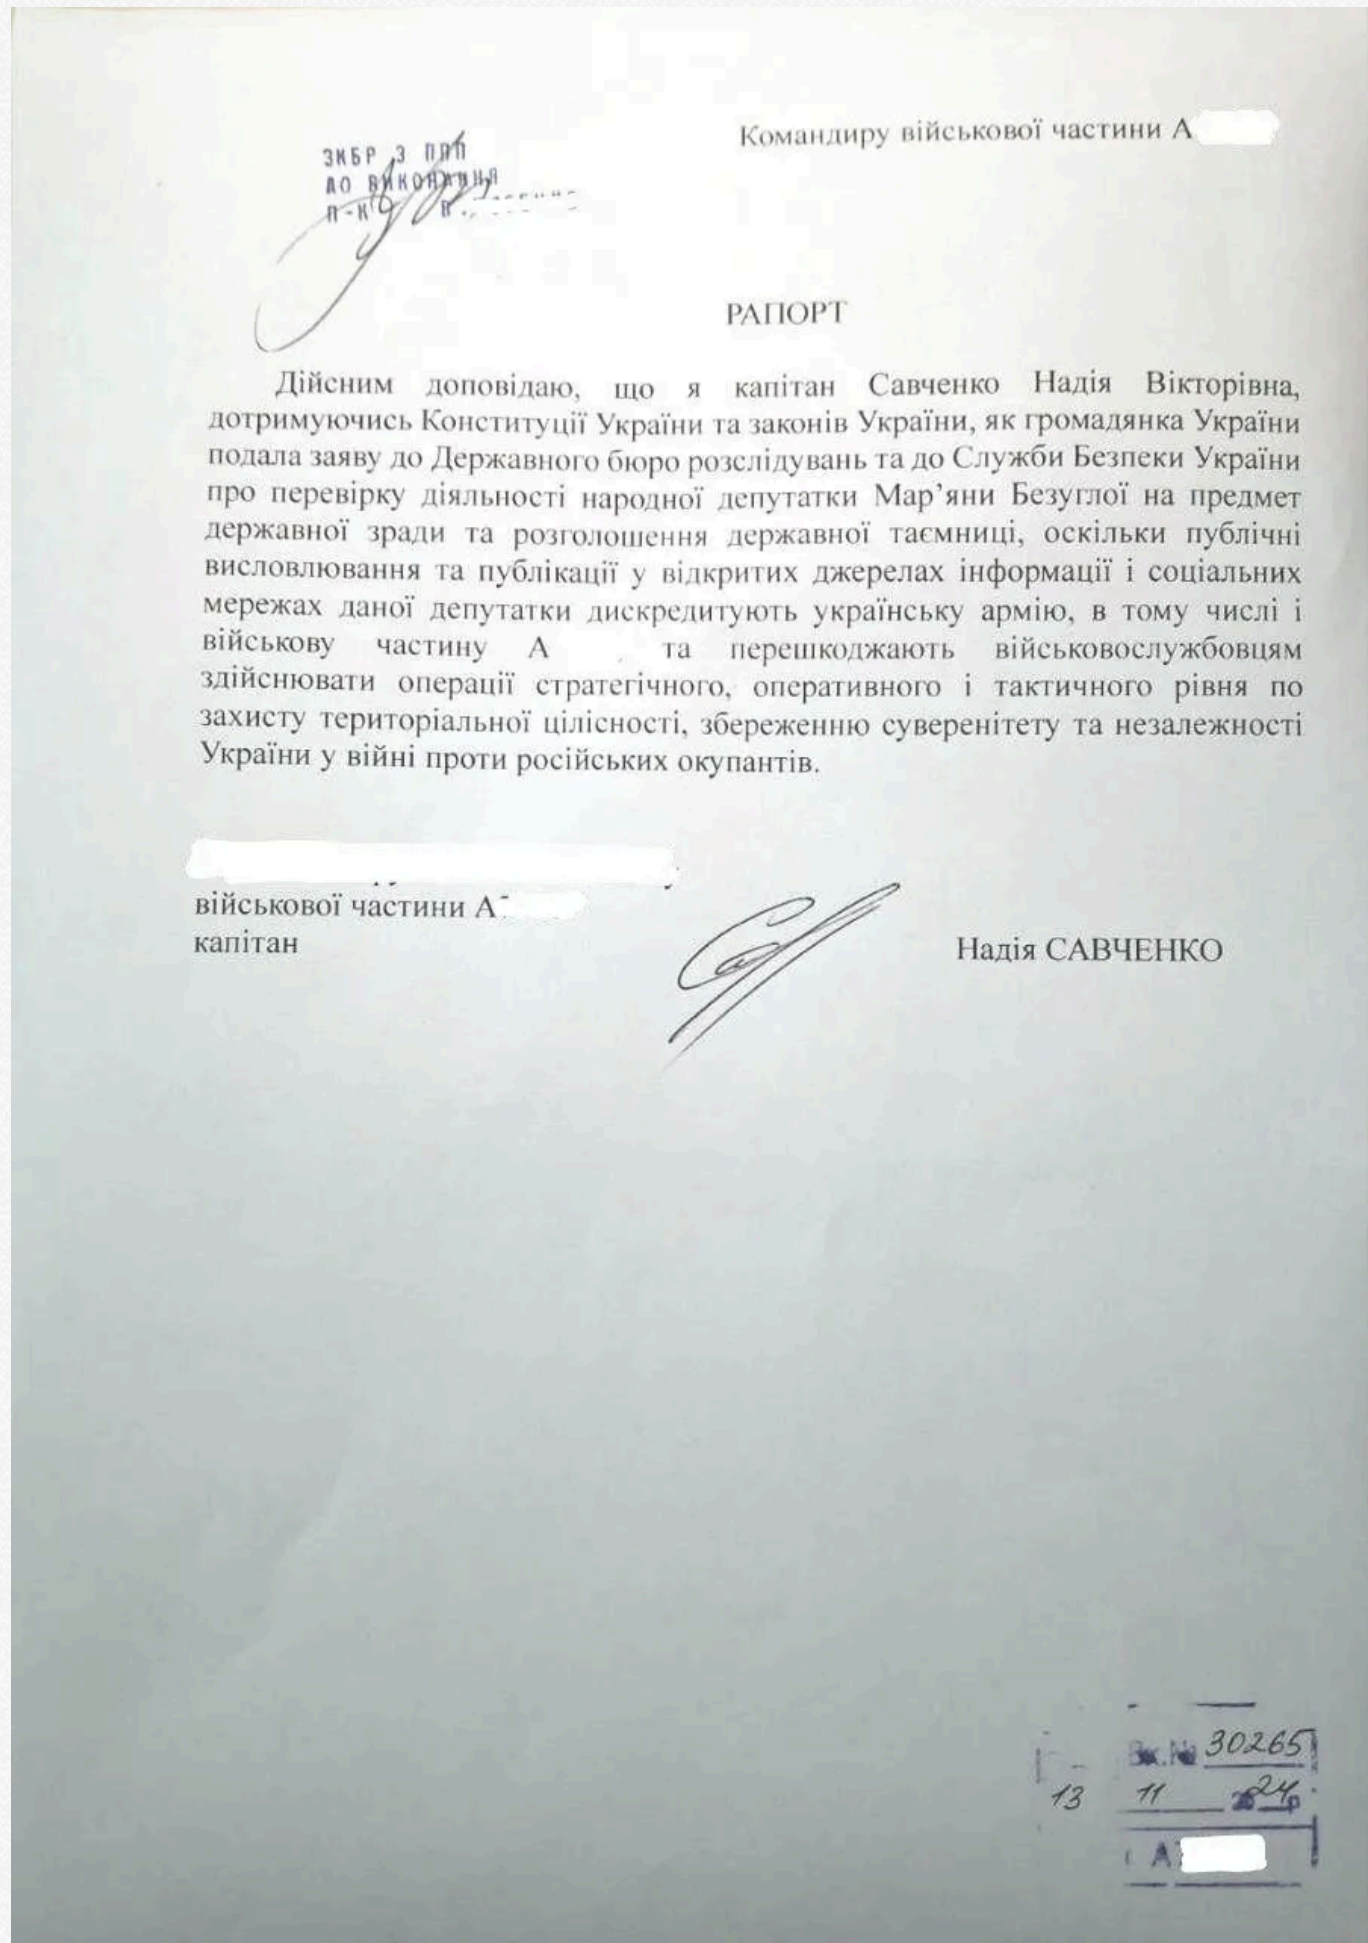 Командиру військової частини А
ЗКБР З ППП
ДО ВИКОНАННЯ
П-К В.
РАПОРТ
Дійсним доповідаю, що я капітан Савченко Надія Вікторівна,
дотримуючись Конституції України та законів України, як громадянка України
подала заяву до Державного бюро розслідувань та до Служби Безпеки України
про перевірку діяльності народної депутатки Мар’яни Безуглої на предмет
державної зради та розголошення державної таємниці, оскільки публічні
висловлювання та публікації у відкритих джерелах інформації і соціальних
мережах даної депутатки дискредитують українську армію, в тому числі і
військову частину А та перешкоджають військовослужбовцям
здійснювати операції стратегічного, оперативного і тактичного рівня по
захисту територіальної цілісності, збереженню суверенітету та незалежності
України у війні проти російських окупантів.
військової частини А
капітан
Надія САВЧЕНКО
Вх.№ 30265
13 11 2024 р
А